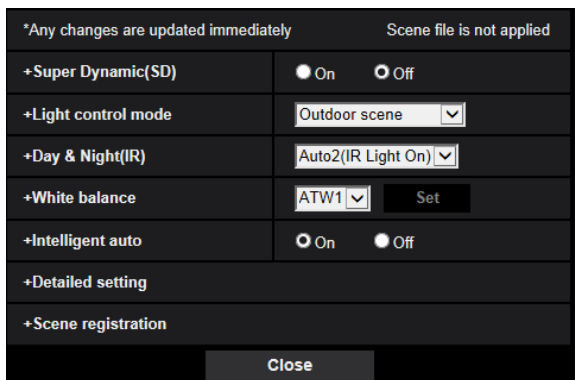 *Any changes are updated immediately Scene file is not applied
+Super Dynamic(SD) On Off
+Light control mode Outdoor scene
+Day & Night(IR) Auto2(IR Light On)
+White balance ATW1 Set
+Intelligent auto On Off
+Detailed setting
+Scene registration
Close